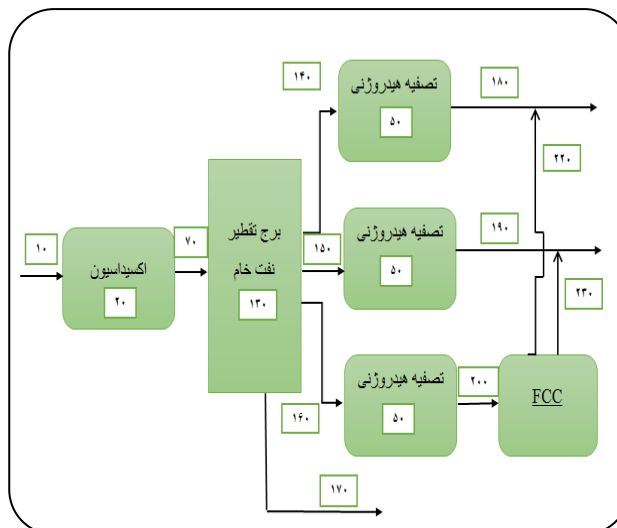 ۱۴۰
تصفیه هیدروژنی
۵۰
۱۸۰
۲۲۰
۱۰
اکسیداسیون
۲۰
۷۰
برج تقطیر
نفت خام
۱۳۰
۱۵۰
تصفیه هیدروژنی
۵۰
۱۹۰
۲۳۰
۱۶۰
تصفیه هیدروژنی
۵۰
۲۰۰
FCC
۱۷۰